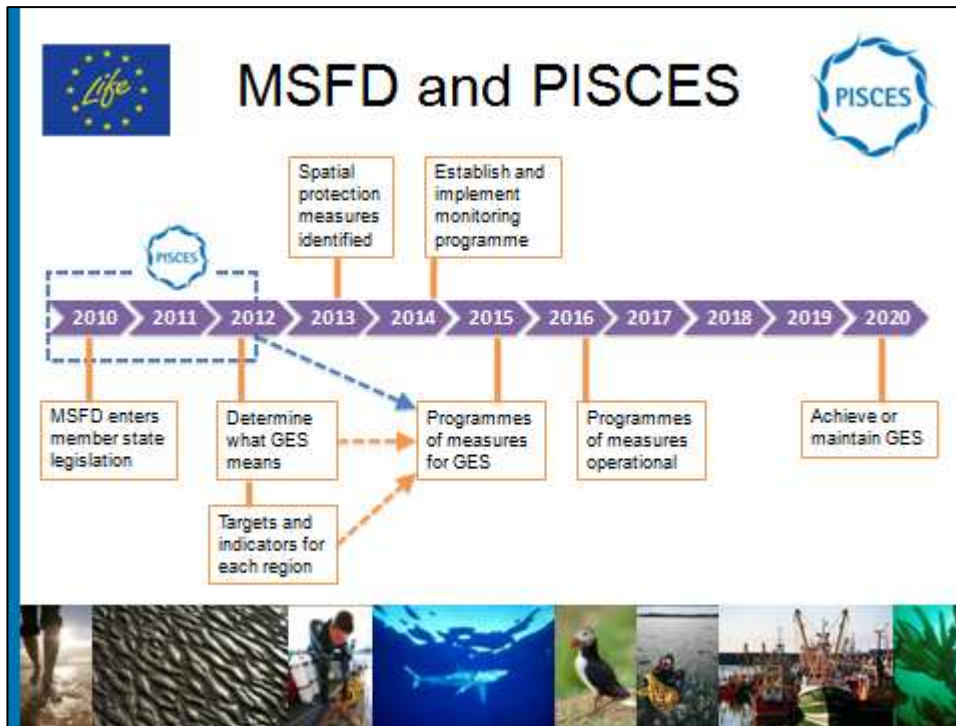 Life
MSFD and PISCES
PISCES
Spatial
protection
measures
identified
Establish and
implement
monitoring
programme
PISCES
2010
2011
2012
2013
2014
2015
2016
2017
2018
2019
2020
MSFD enters
member state
legislation
Determine
what GES
means
Programmes
of measures
for GES
Programmes
of measures
operational
Achieve or
maintain GES
Targets and
indicators for
each region